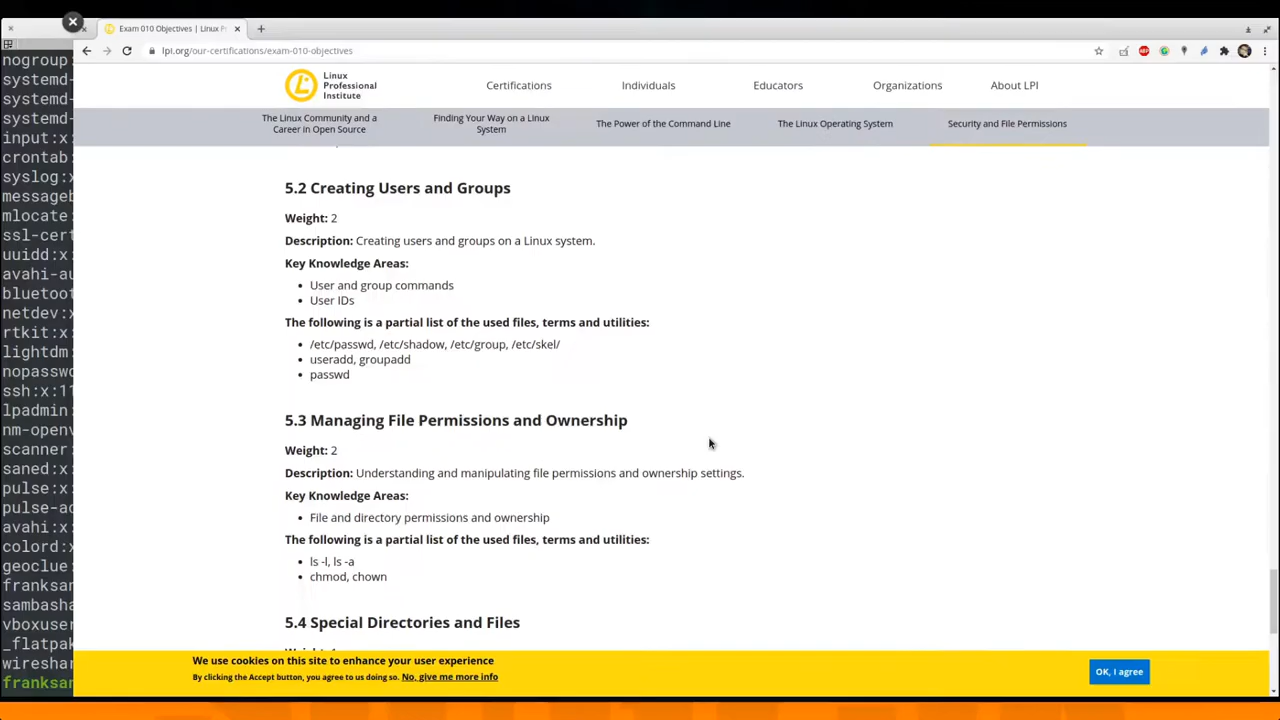 Exam 010 Objectives | Linux P
lpi.org/our-certifications/exam-010-objectives
Linux
Professional
Institute
Certifications
Individuals
Educators
Organizations
About LPI
The Linux Community and a
Career in Open Source
Finding Your Way on a Linux
System
The Power of the Command Line
The Linux Operating System
Security and File Permissions
nogroup
systemd-
systemd-
systemd-
input:x
crontab
syslog:x
messageb
mlocate
ssl-cert
uuidd:x
avahi-au
bluetoot
netdev:x
rtkit:x
lightdm
nopasswo
ssh:x:11
lpadmin
nm-openv
scanner
saned:x
pulse:x
pulse-ac
avahi:x
colord:x
geoclue
franksan
sambasha
vboxuser
_flatpak
wireshar
franksan
5.2 Creating Users and Groups
Weight: 2
Description: Creating users and groups on a Linux system.
Key Knowledge Areas:
User and group commands
User IDs
The following is a partial list of the used files, terms and utilities:
/etc/passwd, /etc/shadow, /etc/group, /etc/skel/
useradd, groupadd
passwd
5.3 Managing File Permissions and Ownership
Weight: 2
Description: Understanding and manipulating file permissions and ownership settings.
Key Knowledge Areas:
File and directory permissions and ownership
The following is a partial list of the used files, terms and utilities:
ls -l, ls -a
chmod, chown
5.4 Special Directories and Files
We use cookies on this site to enhance your user experience
By clicking the Accept button, you agree to us doing so. No, give me more info
OK, I agree